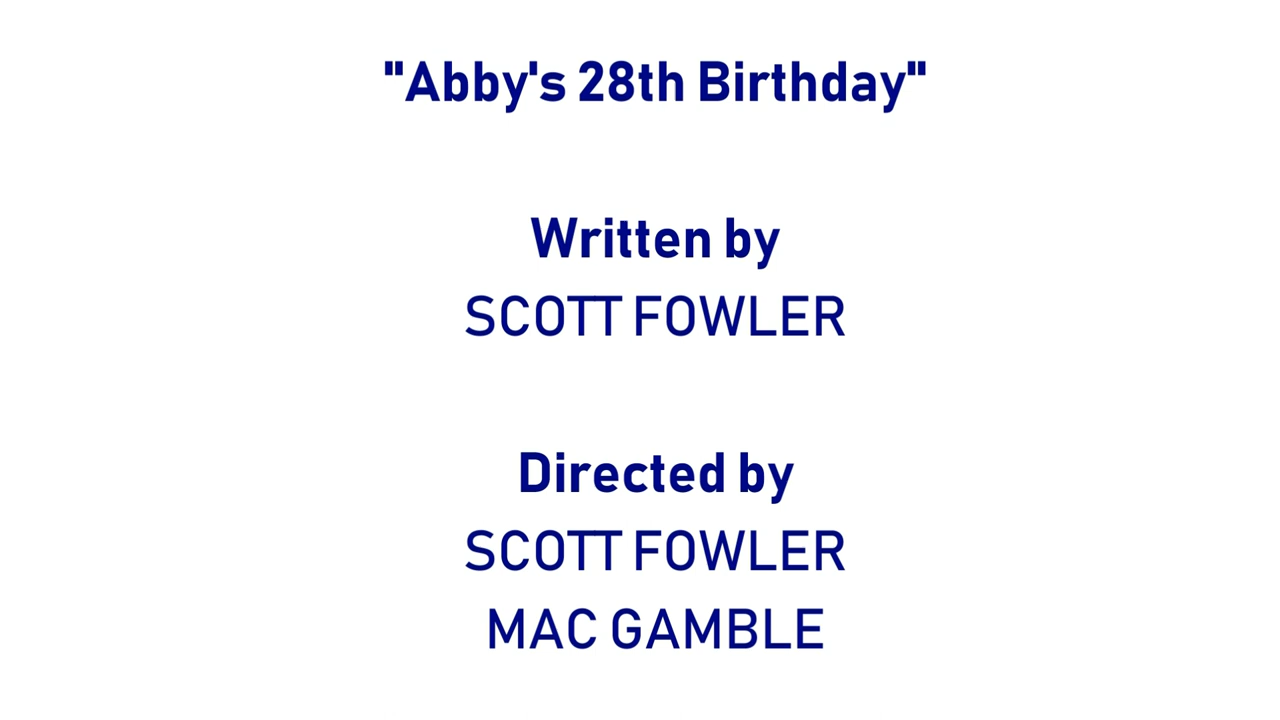 "Abby's 28th Birthday"
Written by
SCOTT FOWLER
Directed by
SCOTT FOWLER
MAC GAMBLE